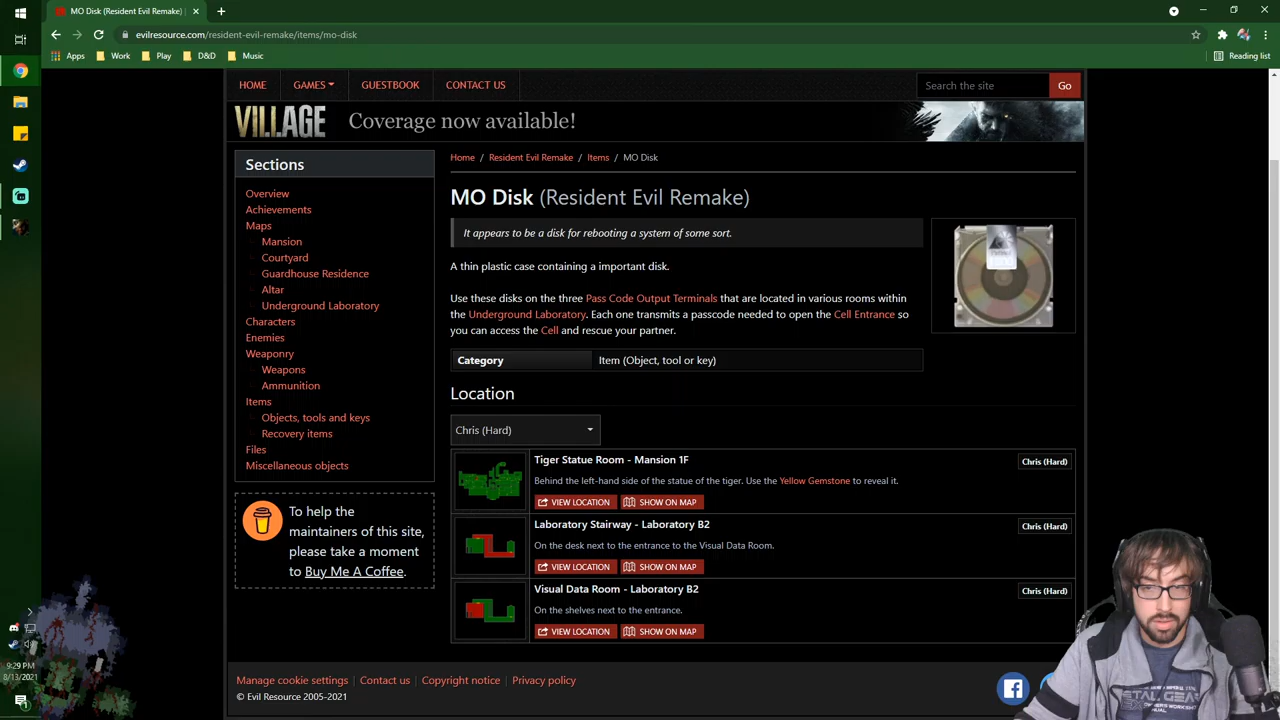 MO Disk (Resident Evil Remake) |
evilresource.com/resident-evil-remake/items/mo-disk
Apps Work Play D&D Music Reading list
HOME GAMES GUESTBOOK CONTACT US Search the site Go
VILLAGE Coverage now available!
Sections
Overview
Achievements
Maps
Mansion
Courtyard
Guardhouse Residence
Altar
Underground Laboratory
Characters
Enemies
Weaponry
Weapons
Ammunition
Items
Objects, tools and keys
Recovery items
Files
Miscellaneous objects
To help the
maintainers of this site,
please take a moment
to Buy Me A Coffee.
Home / Resident Evil Remake / Items / MO Disk
MO Disk (Resident Evil Remake)
It appears to be a disk for rebooting a system of some sort.
A thin plastic case containing a important disk.
Use these disks on the three Pass Code Output Terminals that are located in various rooms within
the Underground Laboratory. Each one transmits a passcode needed to open the Cell Entrance so
you can access the Cell and rescue your partner.
Category Item (Object, tool or key)
Location
Chris (Hard)
Tiger Statue Room - Mansion 1F Chris (Hard)
Behind the left-hand side of the statue of the tiger. Use the Yellow Gemstone to reveal it.
VIEW LOCATION SHOW ON MAP
Laboratory Stairway - Laboratory B2 Chris (Hard)
On the desk next to the entrance to the Visual Data Room.
VIEW LOCATION SHOW ON MAP
Visual Data Room - Laboratory B2 Chris (Hard)
On the shelves next to the entrance.
VIEW LOCATION SHOW ON MAP
Manage cookie settings | Contact us | Copyright notice | Privacy policy
© Evil Resource 2005-2021
9:29 PM
8/13/2021
METAL GEAR